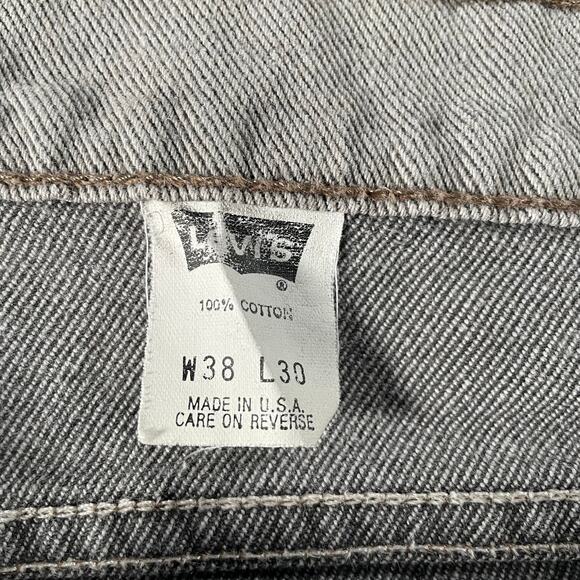 LEVI'S
®
100% COTTON
W38 L30
MADE IN U.S.A.
CARE ON REVERSE